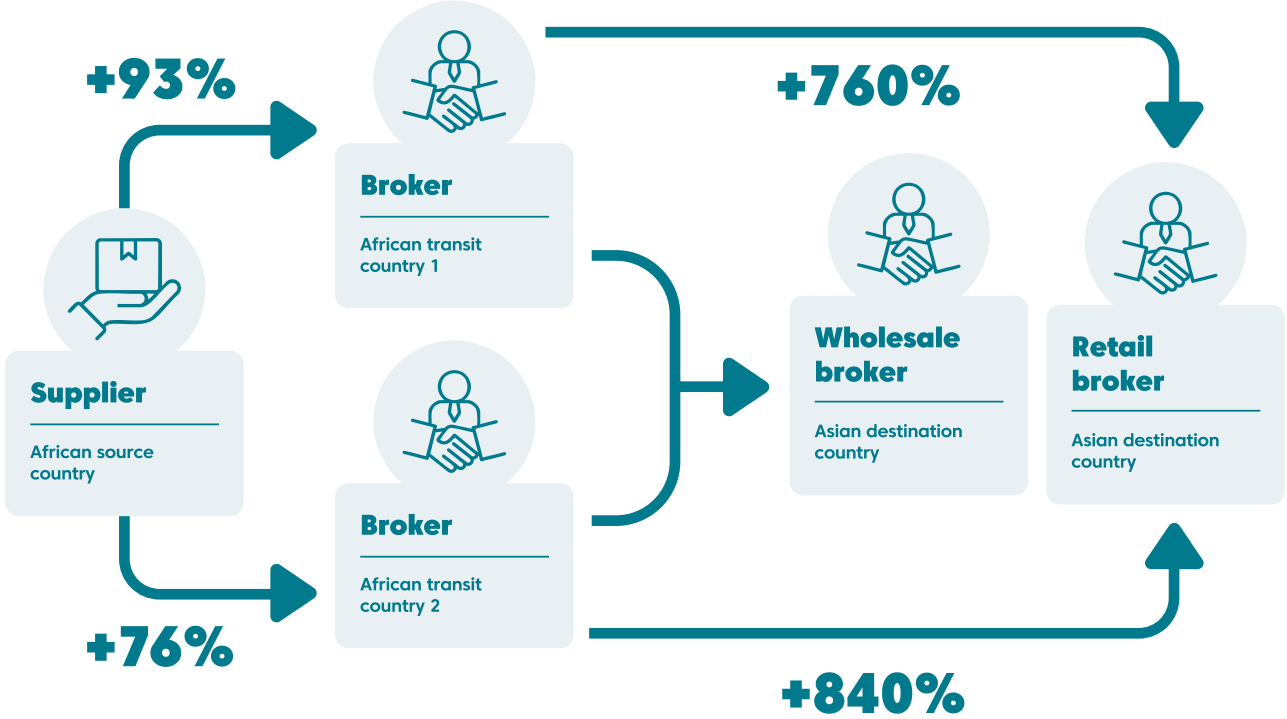 +93%
+760%
Broker
African transit
country 1
Supplier
African source
country
Wholesale
broker
Asian destination
country
Retail
broker
Asian destination
country
Broker
African transit
country 2
+76%
+840%